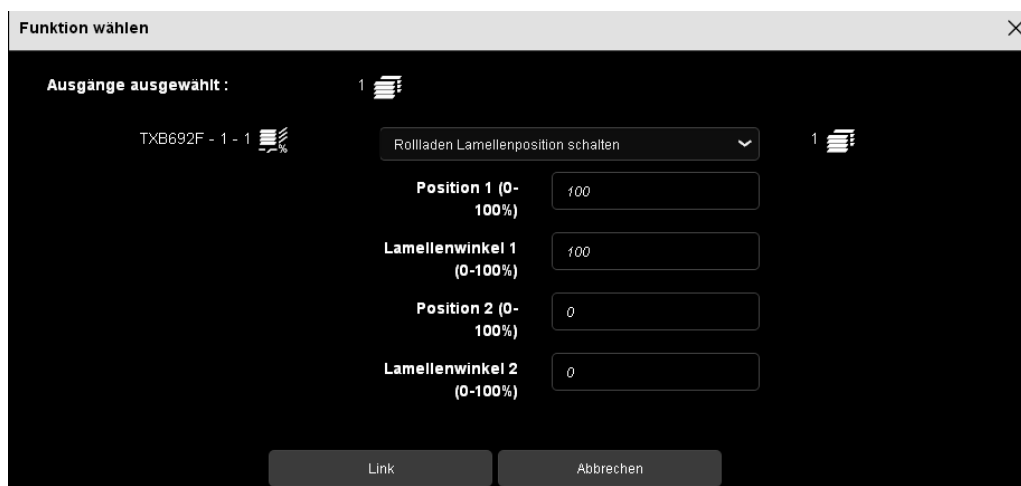 Funktion wählen
Ausgänge ausgewählt :
1
TXB692F - 1 - 1
%
Rollladen Lamellenposition schalten
1
Position 1 (0-
100%)
100
Lamellenwinkel 1
(0-100%)
100
Position 2 (0-
100%)
0
Lamellenwinkel 2
(0-100%)
0
Link
Abbrechen